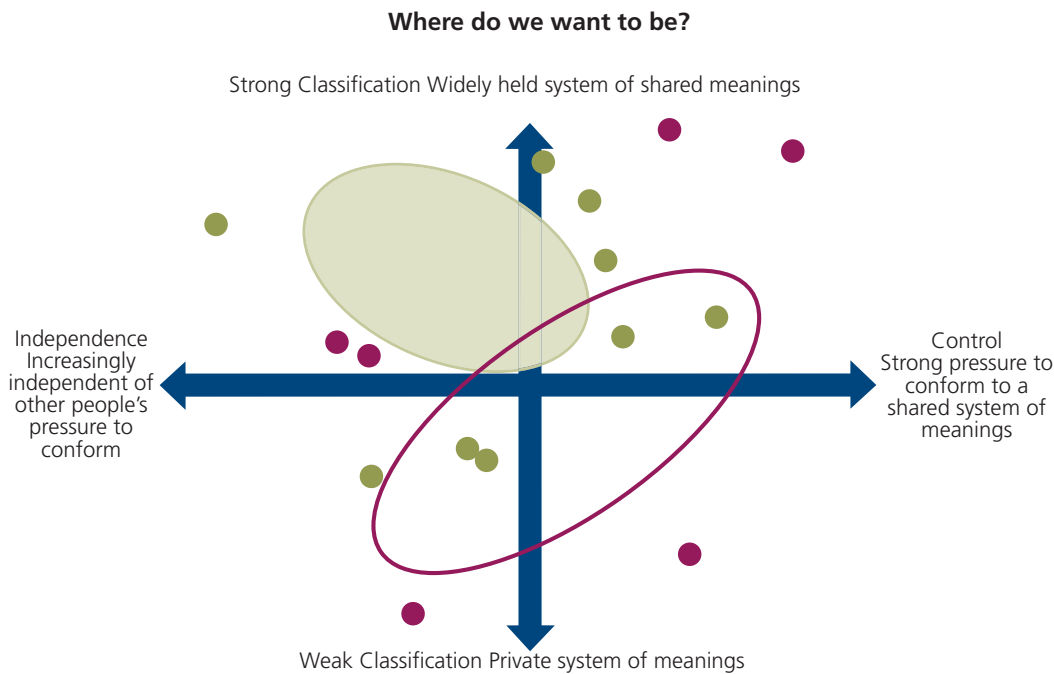 Where do we want to be?
Strong Classification Widely held system of shared meanings
Independence
Increasingly
independent of
other people's
pressure to
conform
Control
Strong pressure to
conform to a
shared system of
meanings
Weak Classification Private system of meanings